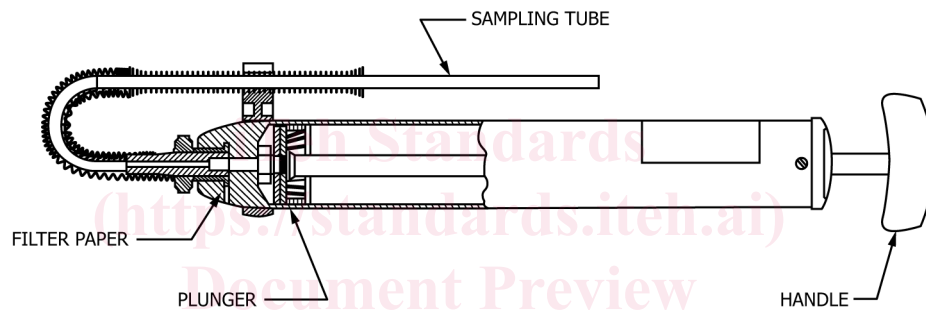 SAMPLING TUBE
iTeh Standards
(https://standards.iteh.ai)
FILTER PAPER
Document Preview
PLUNGER
HANDLE